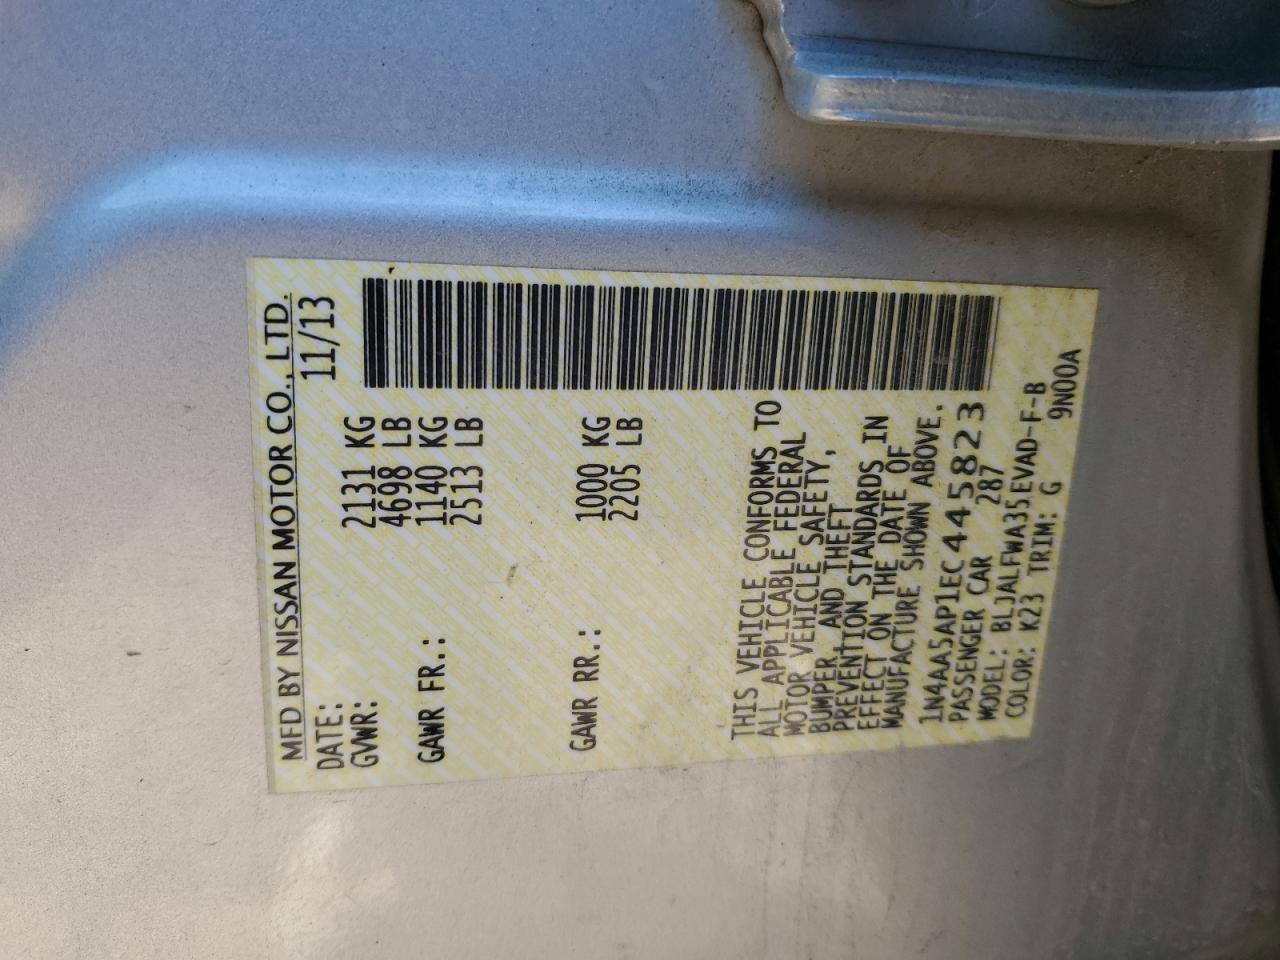 MFD BY NISSAN MOTOR CO., LTD.
DATE: 11/13
GVWR: 2131 KG
4698 LB
GAWR FR.: 1140 KG
2513 LB
GAWR RR.: 1000 KG
2205 LB
THIS VEHICLE CONFORMS TO
ALL APPLICABLE FEDERAL
MOTOR VEHICLE SAFETY,
BUMPER, AND THEFT
PREVENTION STANDARDS IN
EFFECT ON THE DATE OF
MANUFACTURE SHOWN ABOVE.
1N4AA5AP1EC445823
PASSENGER CAR 287
MODEL: BLJALFWA35EVAD-F-B
COLOR: K23 TRIM: G 9N00A